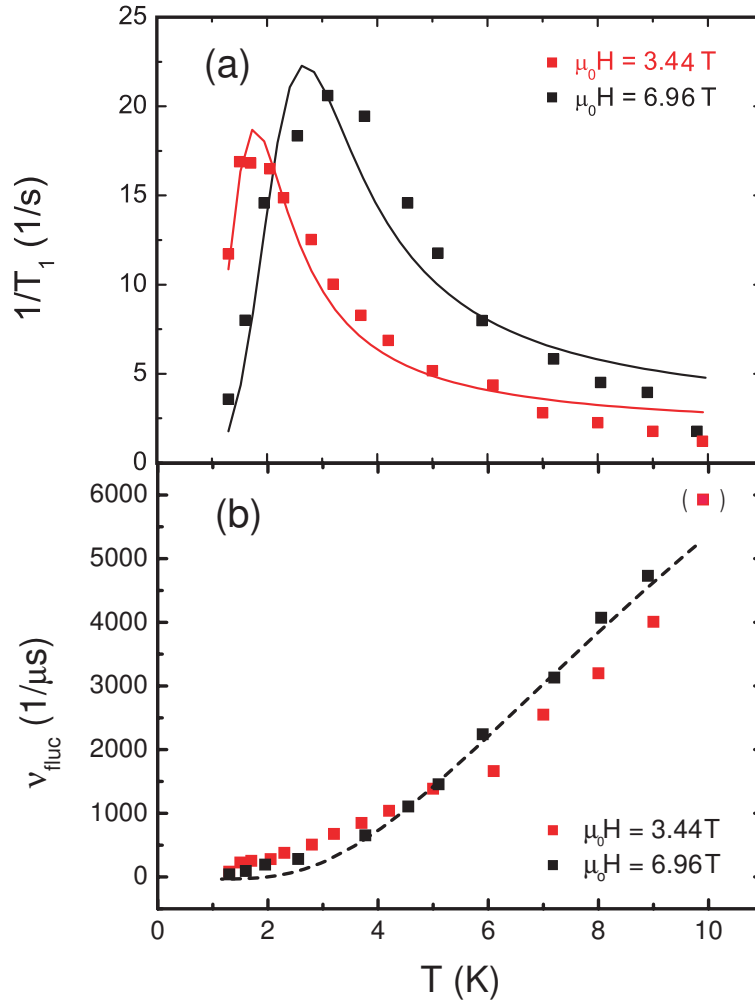 (a)
μ₀H = 3.44 T
μ₀H = 6.96 T
25
20
15
10
5
0
1/T₁ (1/s)
(b)
( )
6000
5000
4000
3000
2000
1000
0
ν_fluc (1/μs)
μ₀H = 3.44T
μ₀H = 6.96T
0 2 4 6 8 10
T (K)